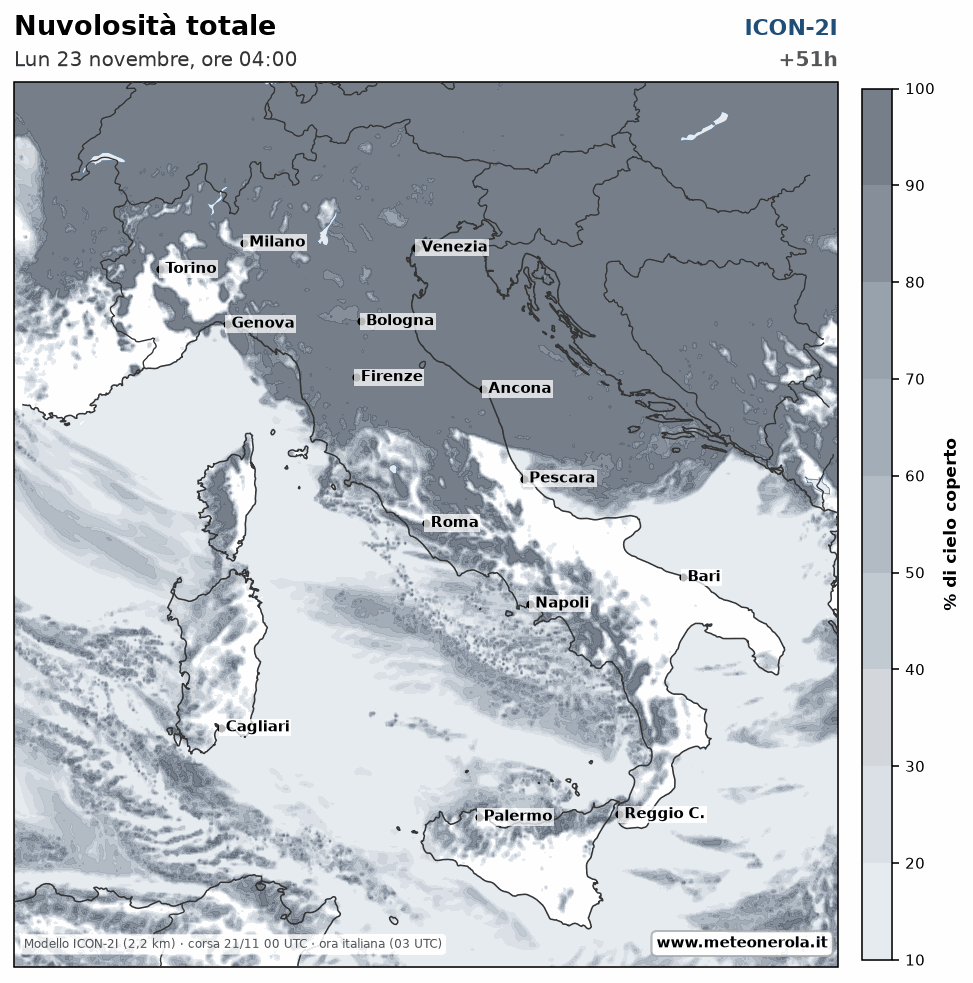 Nuvolosità totale
ICON-2I
Lun 23 novembre, ore 04:00
+51h
100
90
80
70
60
50
40
30
20
10
% di cielo coperto
Milano
Venezia
Torino
Genova
Bologna
Firenze
Ancona
Pescara
Roma
Bari
Napoli
Cagliari
Palermo
Reggio C.
Modello ICON-2I (2,2 km) · corsa 21/11 00 UTC · ora italiana (03 UTC)
www.meteonerola.it